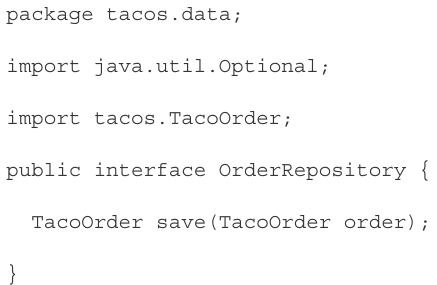 package tacos.data;
import java.util.Optional;
import tacos.TacoOrder;
public interface OrderRepository {
TacoOrder save(TacoOrder order);
}